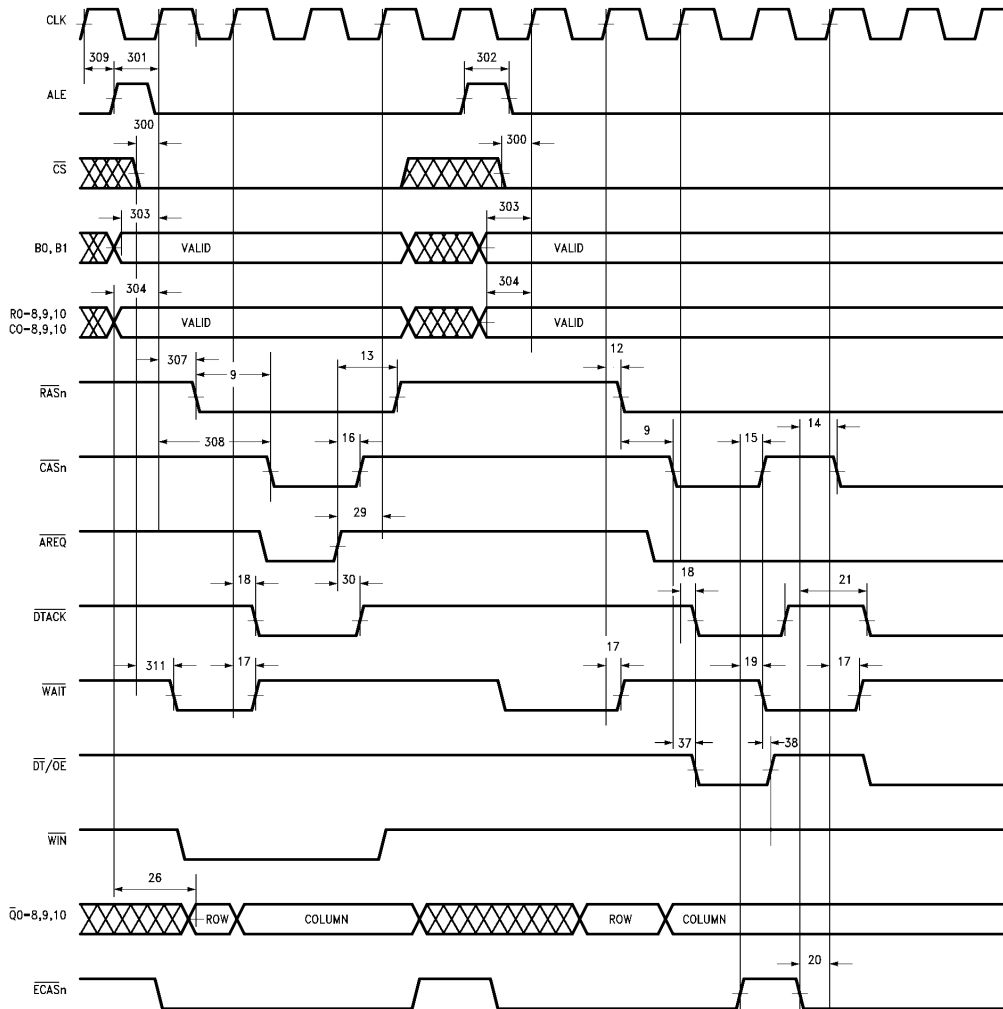 CLK
309 301 302
ALE
300 300
CS
303 303
B0, B1 VALID VALID
304 304
R0=8,9,10
C0=8,9,10 VALID VALID
307 9 13 12
RASn
308 16 9 15 14
CASn
29
AREQ
18 30 18 21
DTACK
311 17 17 19 17
WAIT
37 38
DT/OE
WIN
26
Q0=8,9,10 ROW COLUMN ROW COLUMN
20
ECASn